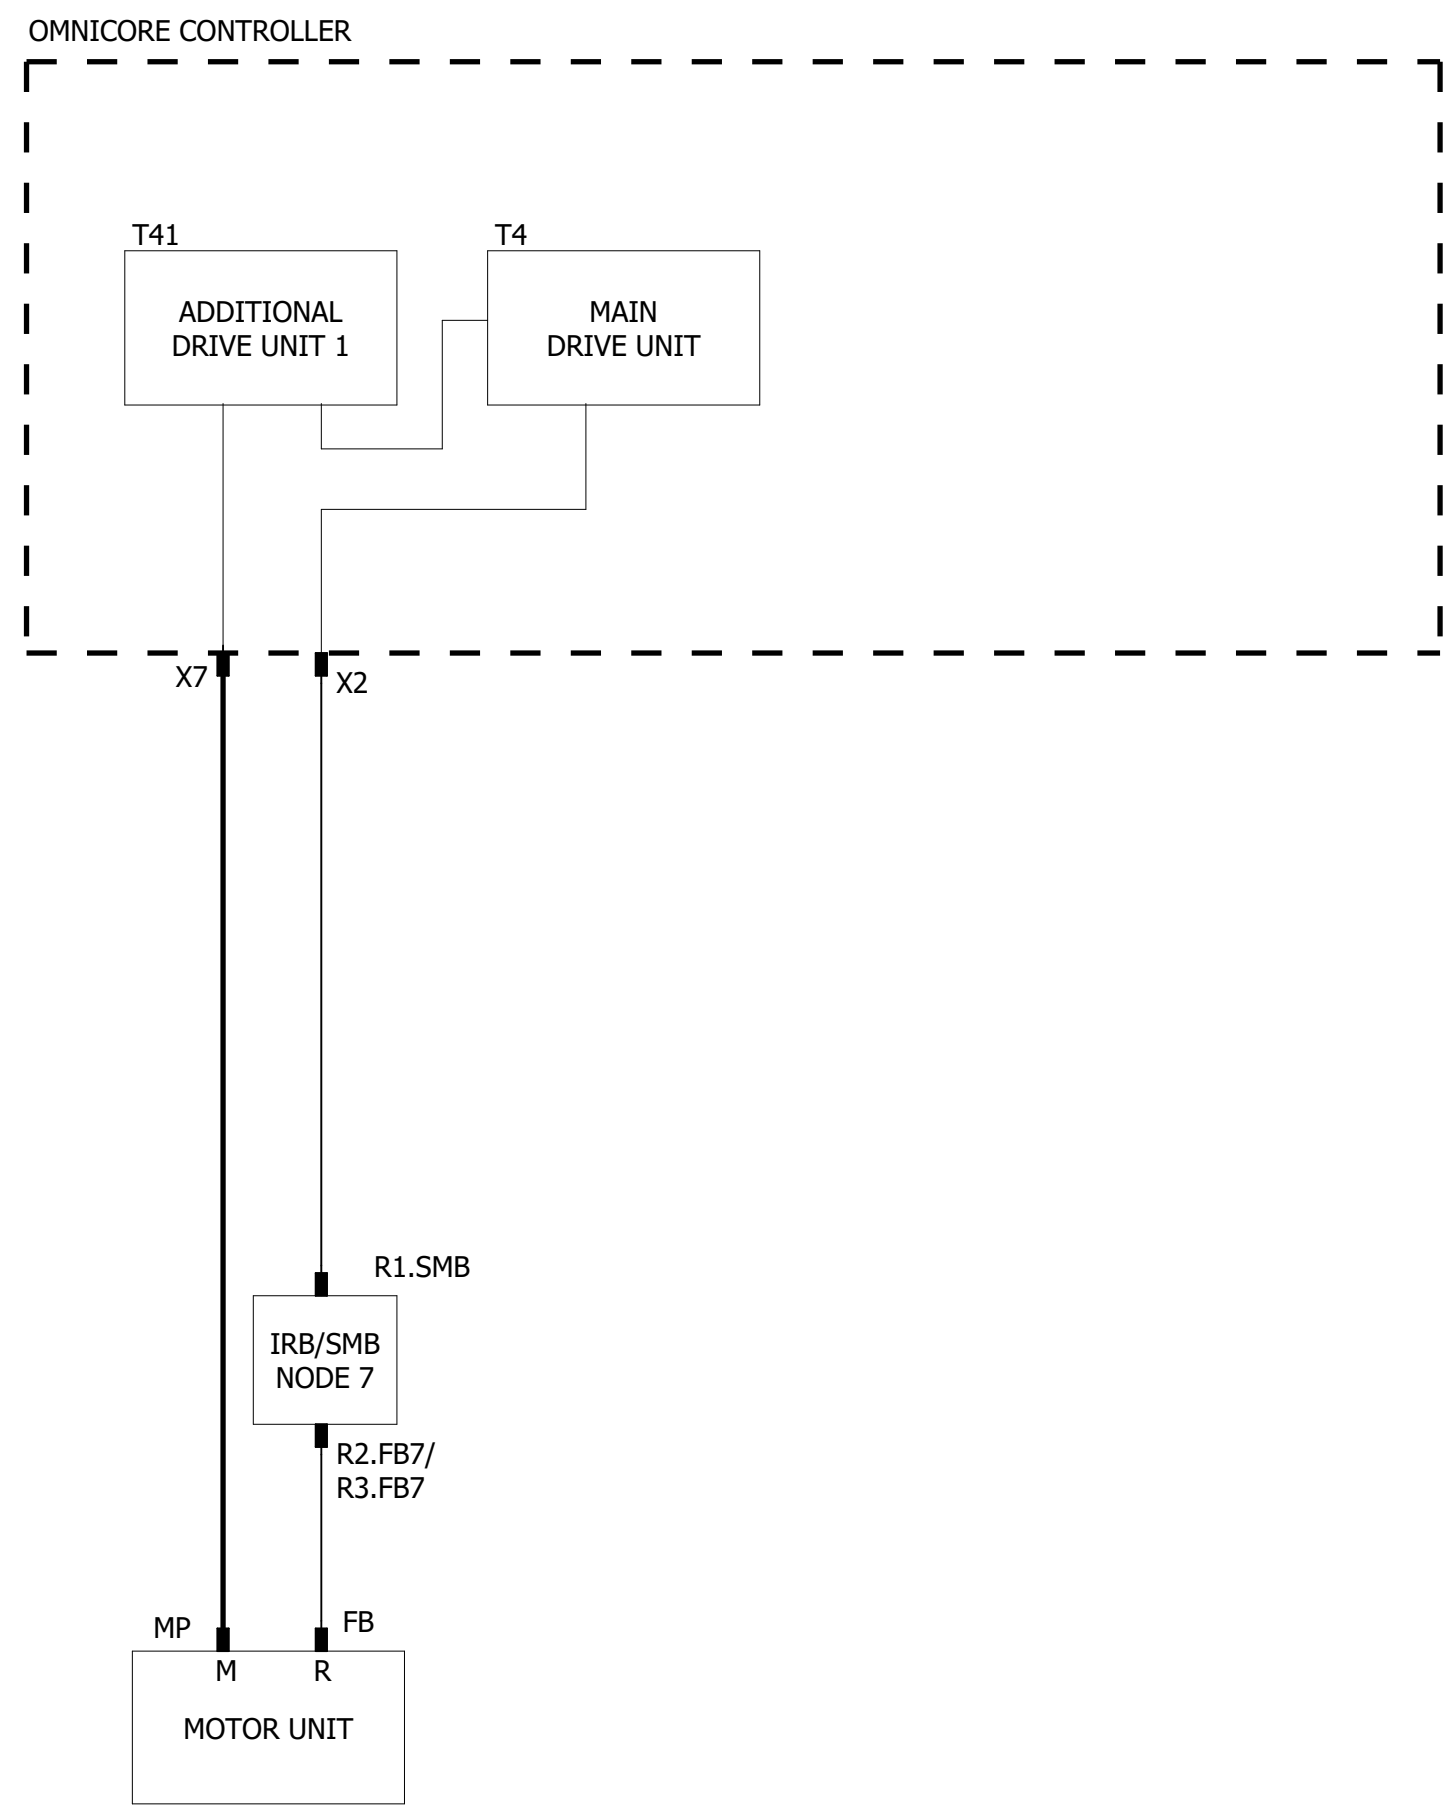 OMNICORE CONTROLLER
T41
T4
ADDITIONAL
DRIVE UNIT 1
MAIN
DRIVE UNIT
X7
X2
R1.SMB
IRB/SMB
NODE 7
R2.FB7/
R3.FB7
MP
FB
M
R
MOTOR UNIT